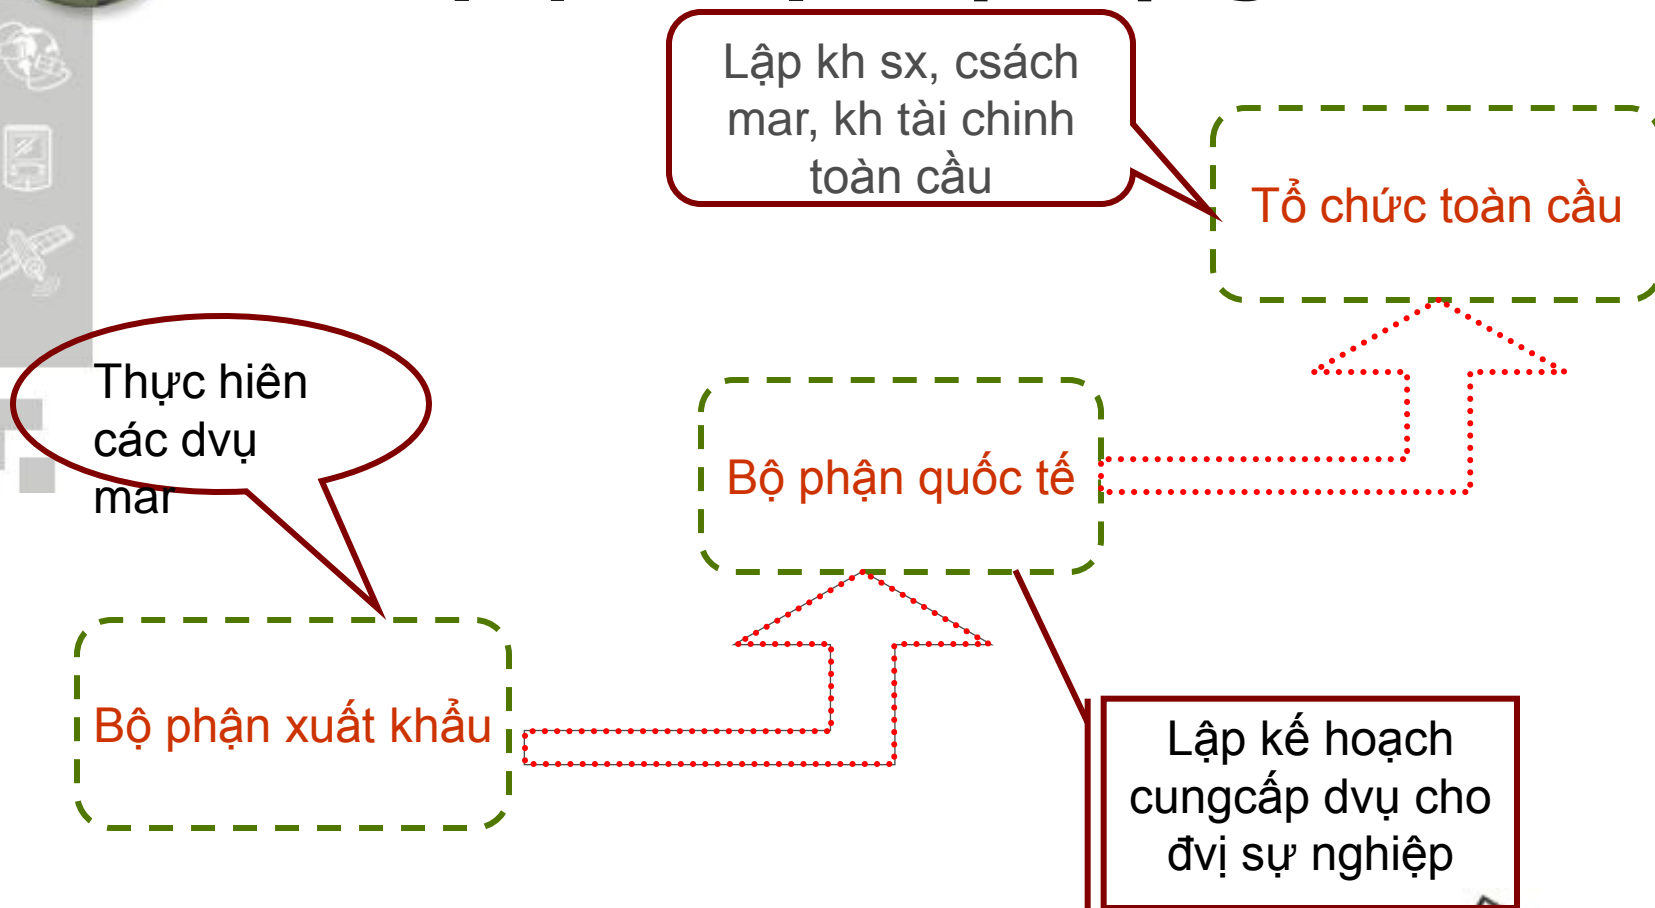 Lập kh sx, csách
mar, kh tài chinh
toàn cầu
Tổ chức toàn cầu
Thực hiên
các dvụ
mar
Bộ phận quốc tế
Bộ phận xuất khẩu
Lập kế hoạch
cungcấp dvụ cho
đvị sự nghiệp